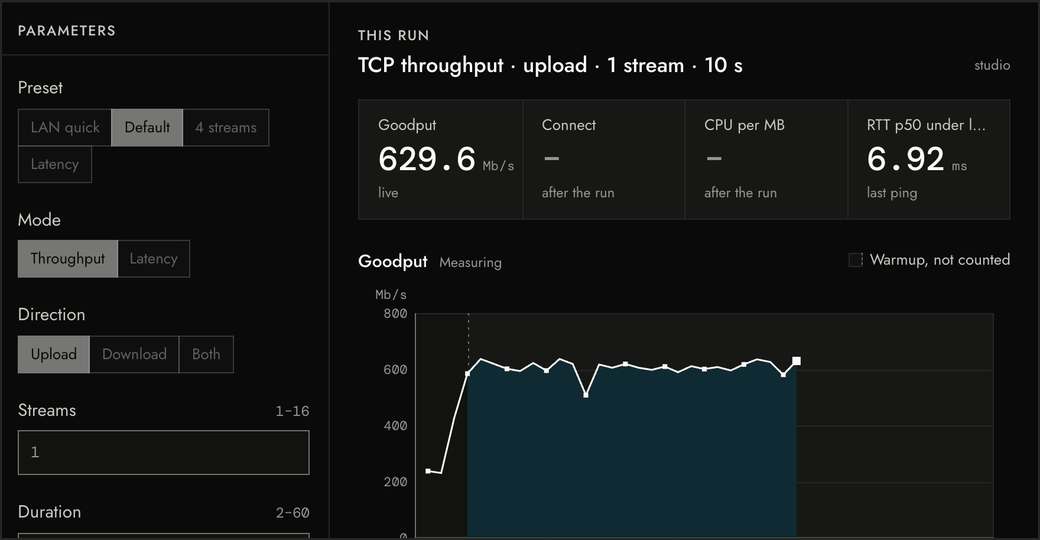 PARAMETERS
Preset
LAN quick Default 4 streams
Latency
Mode
Throughput Latency
Direction
Upload Download Both
Streams 1–16
1
Duration 2–60
THIS RUN
TCP throughput · upload · 1 stream · 10 s
studio
Goodput
629.6 Mb/s
live
Connect
–
after the run
CPU per MB
–
after the run
RTT p50 under l…
6.92 ms
last ping
Goodput Measuring
Warmup, not counted
Mb/s
800
600
400
200
0